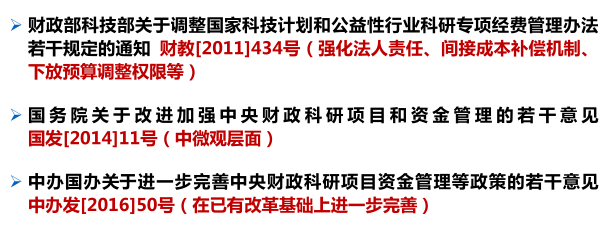 财政部科技部关于调整国家科技计划和公益性行业科研专项经费管理办法
若干规定的通知 财教[2011]434号（强化法人责任、间接成本补偿机制、
下放预算调整权限等）
国务院关于改进加强中央财政科研项目和资金管理的若干意见
国发[2014]11号（中微观层面）
中办国办关于进一步完善中央财政科研项目资金管理等政策的若干意见
中办发[2016]50号（在已有改革基础上进一步完善）